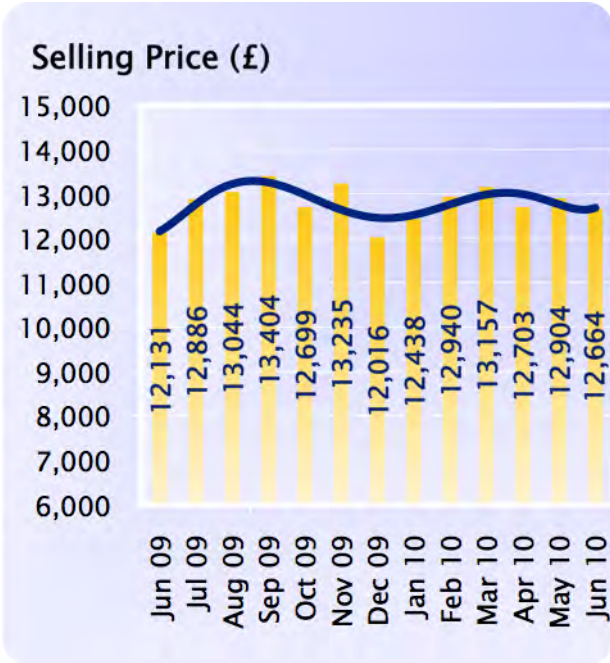 Selling Price (£)
15,000
14,000
13,000
12,000
11,000
10,000
9,000
8,000
7,000
6,000
12,131
12,886
13,044
13,404
12,699
13,235
12,016
12,438
12,940
13,157
12,703
12,904
12,664
Jun 09
Jul 09
Aug 09
Sep 09
Oct 09
Nov 09
Dec 09
Jan 10
Feb 10
Mar 10
Apr 10
May 10
Jun 10